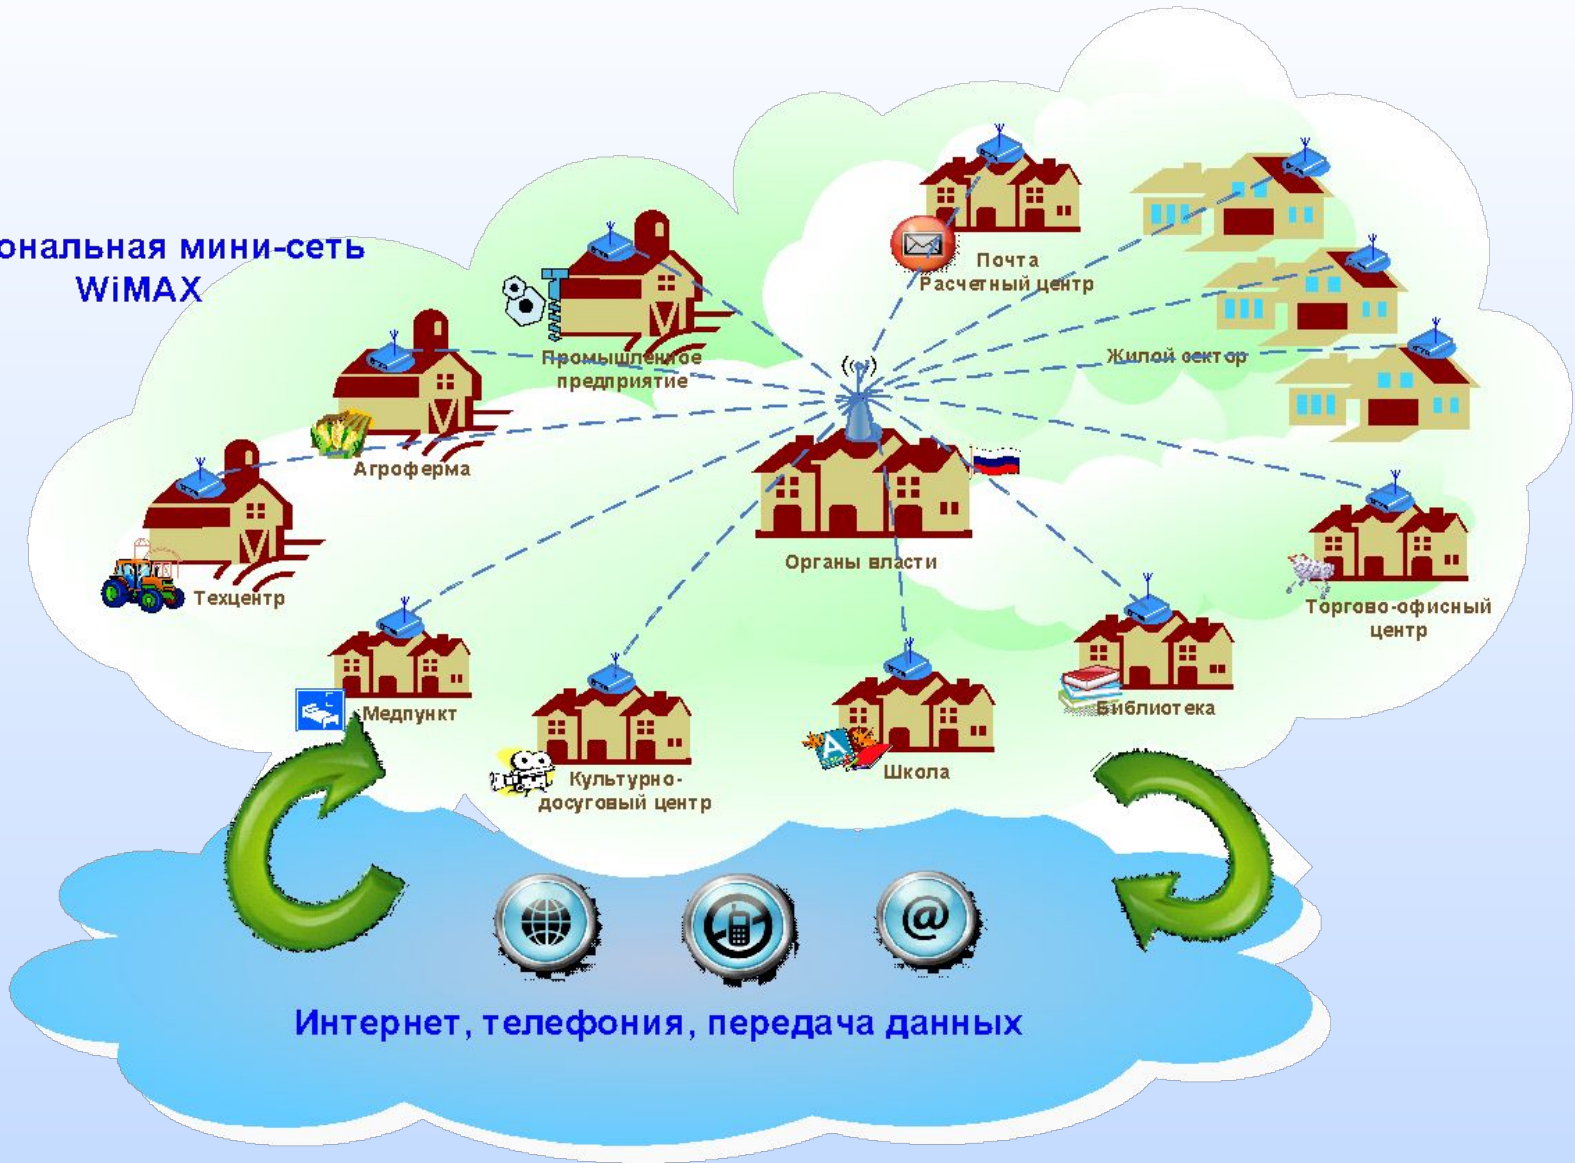 ональная мини-сеть
WiMAX
Почта
Расчетный центр
Промышленное
предприятие
Жилой сектор
Агроферма
Органы власти
Техцентр
Торгово-офисный
центр
Медпункт
Библиотека
Культурно-
досуговый центр
Школа
A
@
Интернет, телефония, передача данных